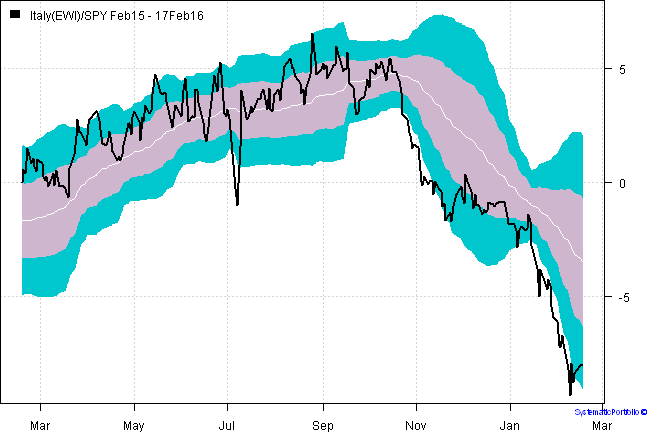 Italy(EWI)/SPY Feb15 - 17Feb16
5
0
-5
Mar May Jul Sep Nov Jan Mar
SystematicPortfolio ©